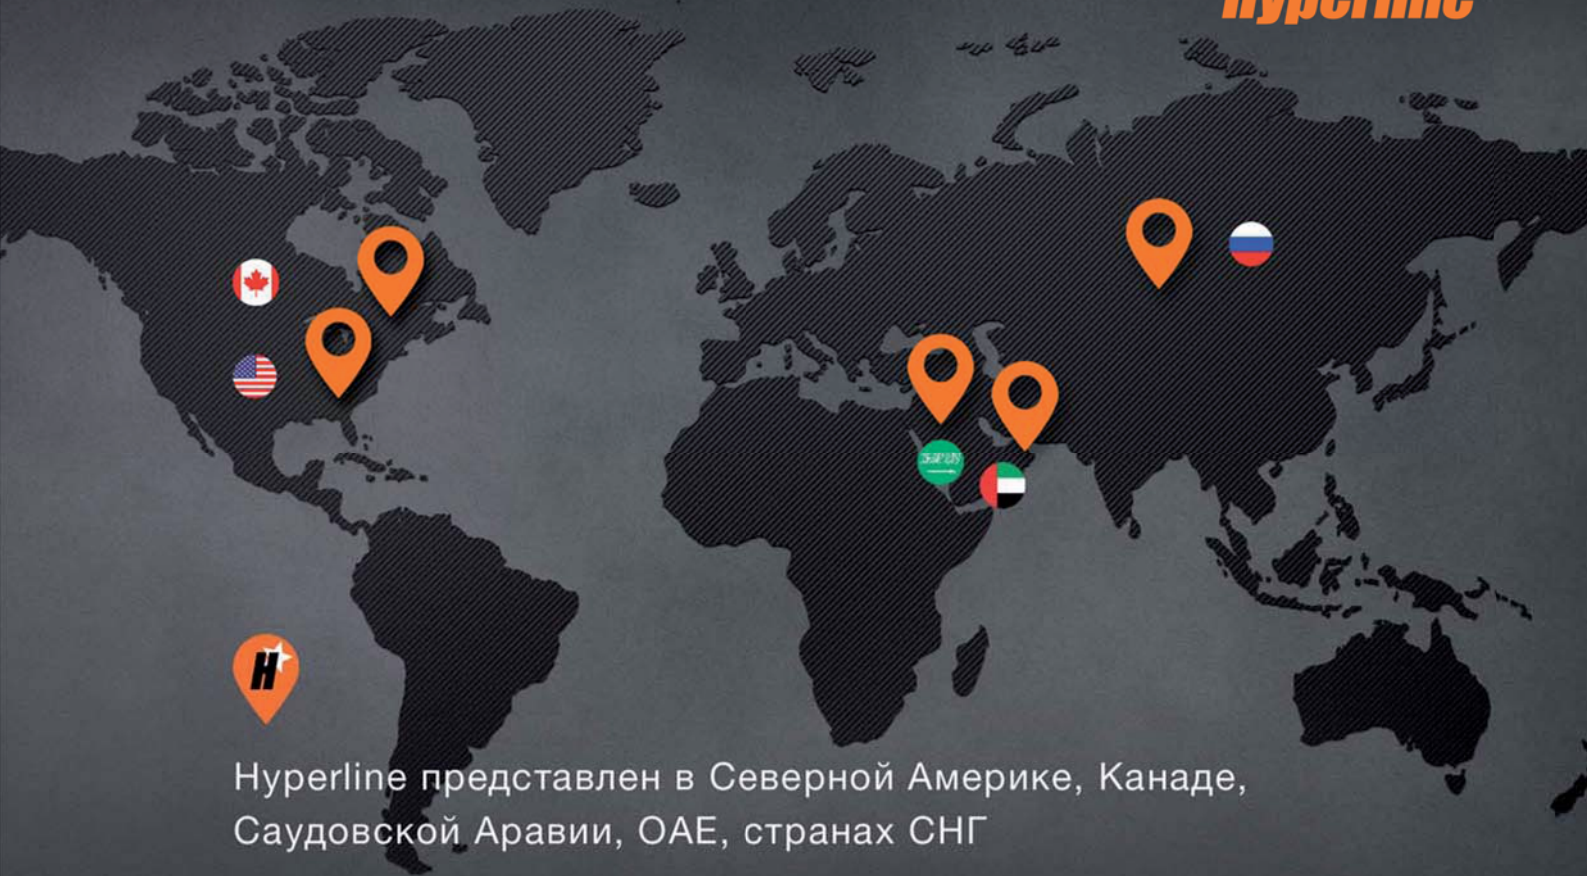 Hyperline
Hyperline представлен в Северной Америке, Канаде,
Саудовской Аравии, ОАЭ, странах СНГ